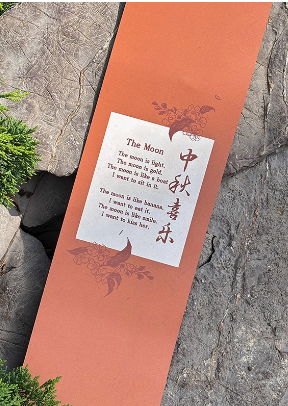 The Moon
The moon is light.
The moon is gold.
The moon is like a boat
I want to sit in it.
The moon is like banana.
I want to eat it.
The moon is like smile.
I want to kiss her.
中秋喜乐